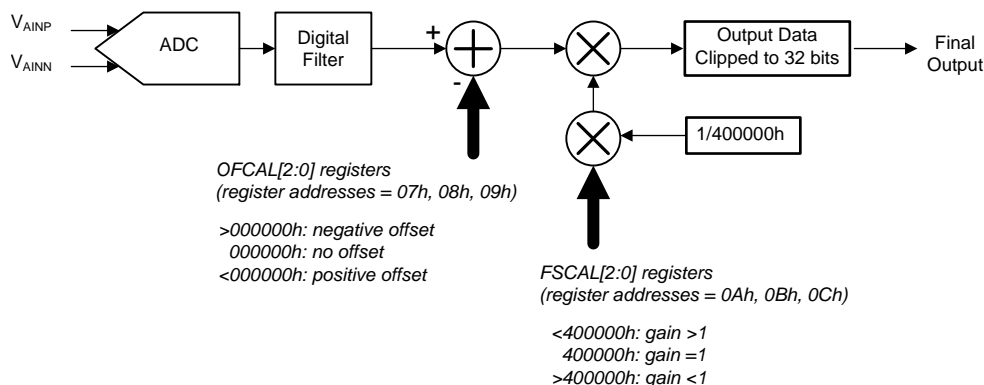 V_AINP
V_AINN
ADC
Digital
Filter
+
-
Output Data
Clipped to 32 bits
Final
Output
1/400000h
OFCAL[2:0] registers
(register addresses = 07h, 08h, 09h)
>000000h: negative offset
000000h: no offset
<000000h: positive offset
FSCAL[2:0] registers
(register addresses = 0Ah, 0Bh, 0Ch)
<400000h: gain >1
400000h: gain =1
>400000h: gain <1